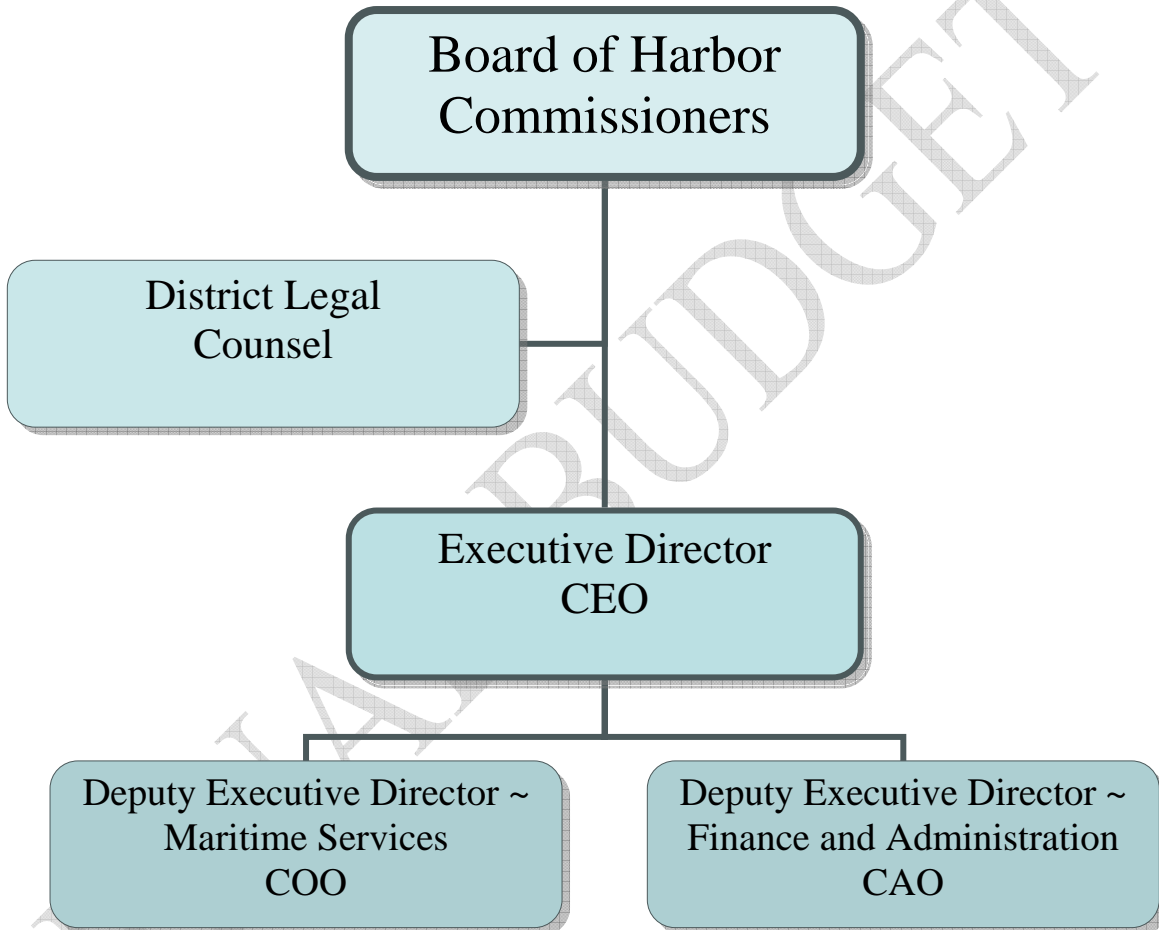 Board of Harbor
Commissioners
District Legal
Counsel
Executive Director
CEO
Deputy Executive Director ~
Maritime Services
COO
Deputy Executive Director ~
Finance and Administration
CAO
BUDGET